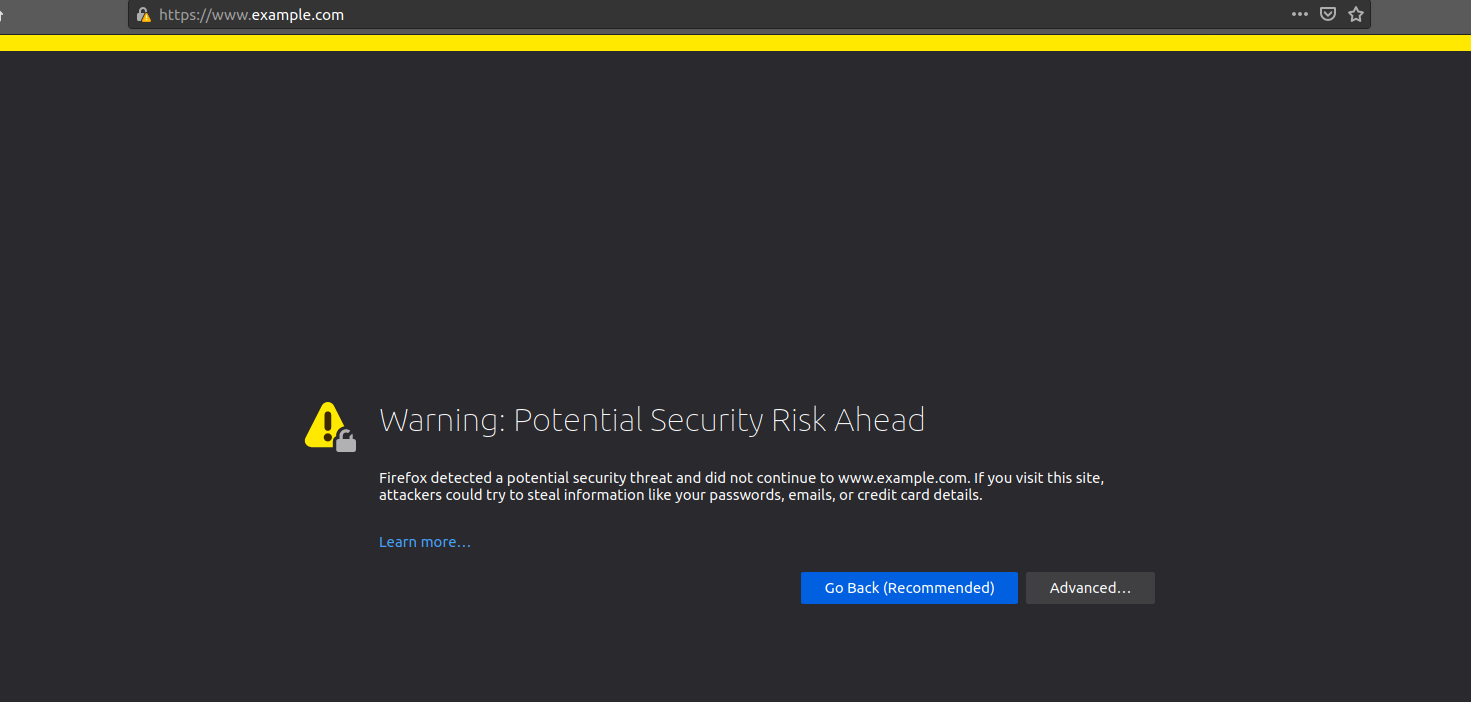 https://www.example.com
Warning: Potential Security Risk Ahead
Firefox detected a potential security threat and did not continue to www.example.com. If you visit this site,
attackers could try to steal information like your passwords, emails, or credit card details.
Learn more…
Go Back (Recommended)
Advanced…